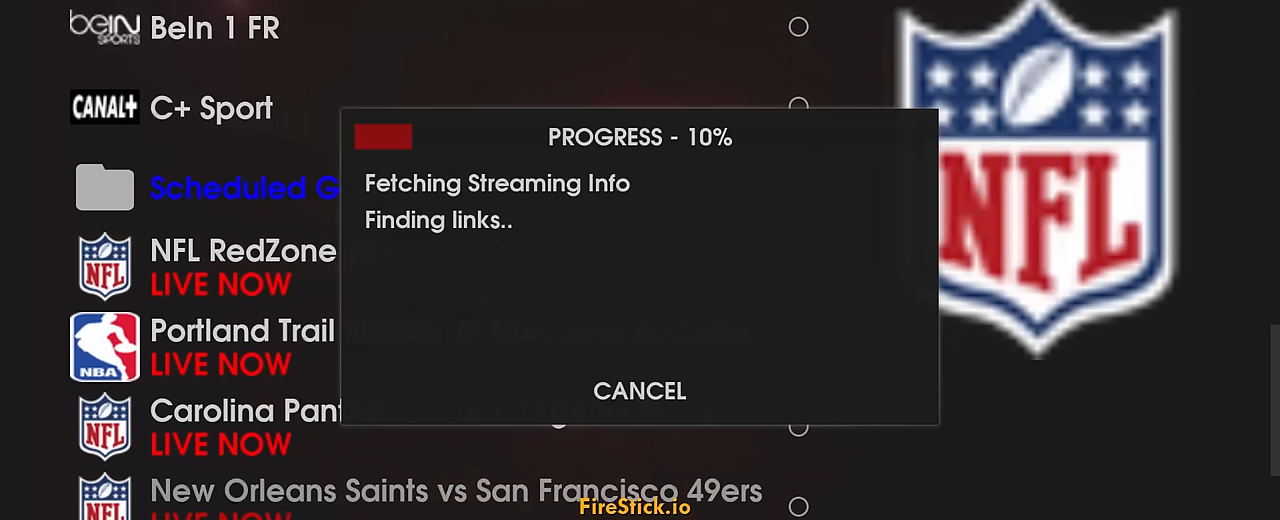 beIN
SPORTS
BeIn 1 FR
CANAL+
C+ Sport
Scheduled G
PROGRESS - 10%
Fetching Streaming Info
Finding links..
CANCEL
NFL
NFL RedZone
LIVE NOW
NBA
Portland Trail
LIVE NOW
NFL
Carolina Pant
LIVE NOW
NFL
New Orleans Saints vs San Francisco 49ers
LIVE NOW
NFL
FireStick.io